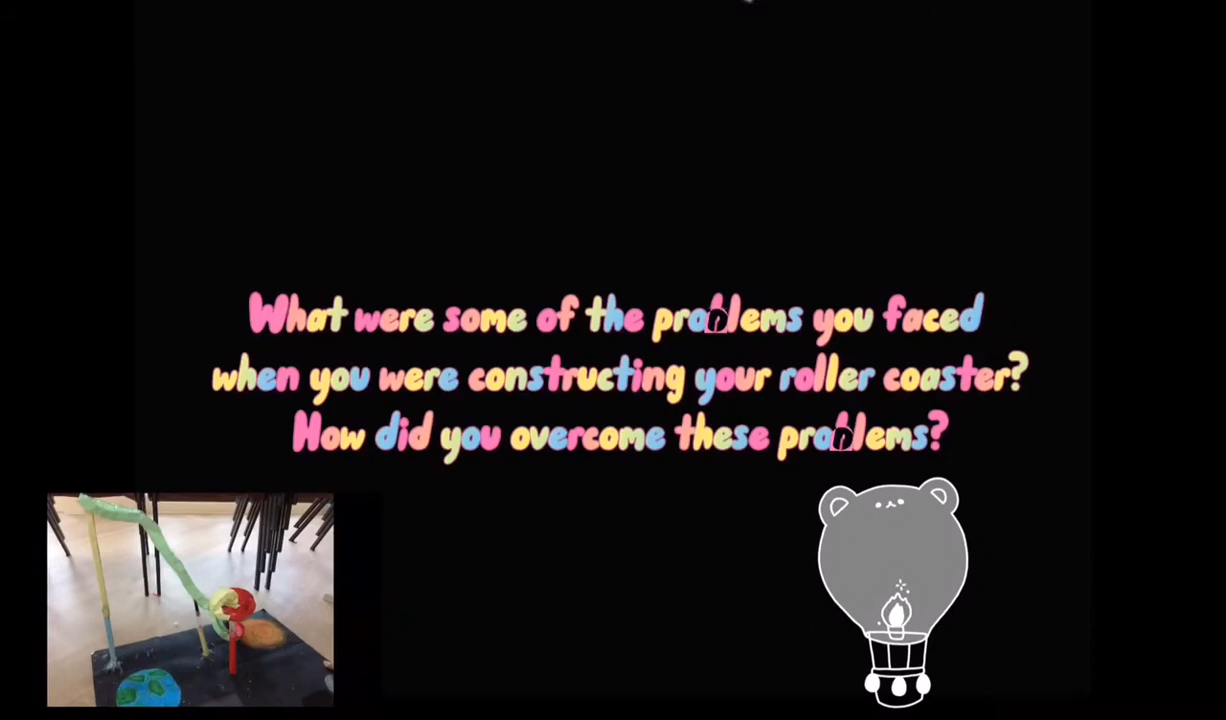 What were some of the problems you faced
when you were constructing your roller coaster?
How did you overcome these problems?